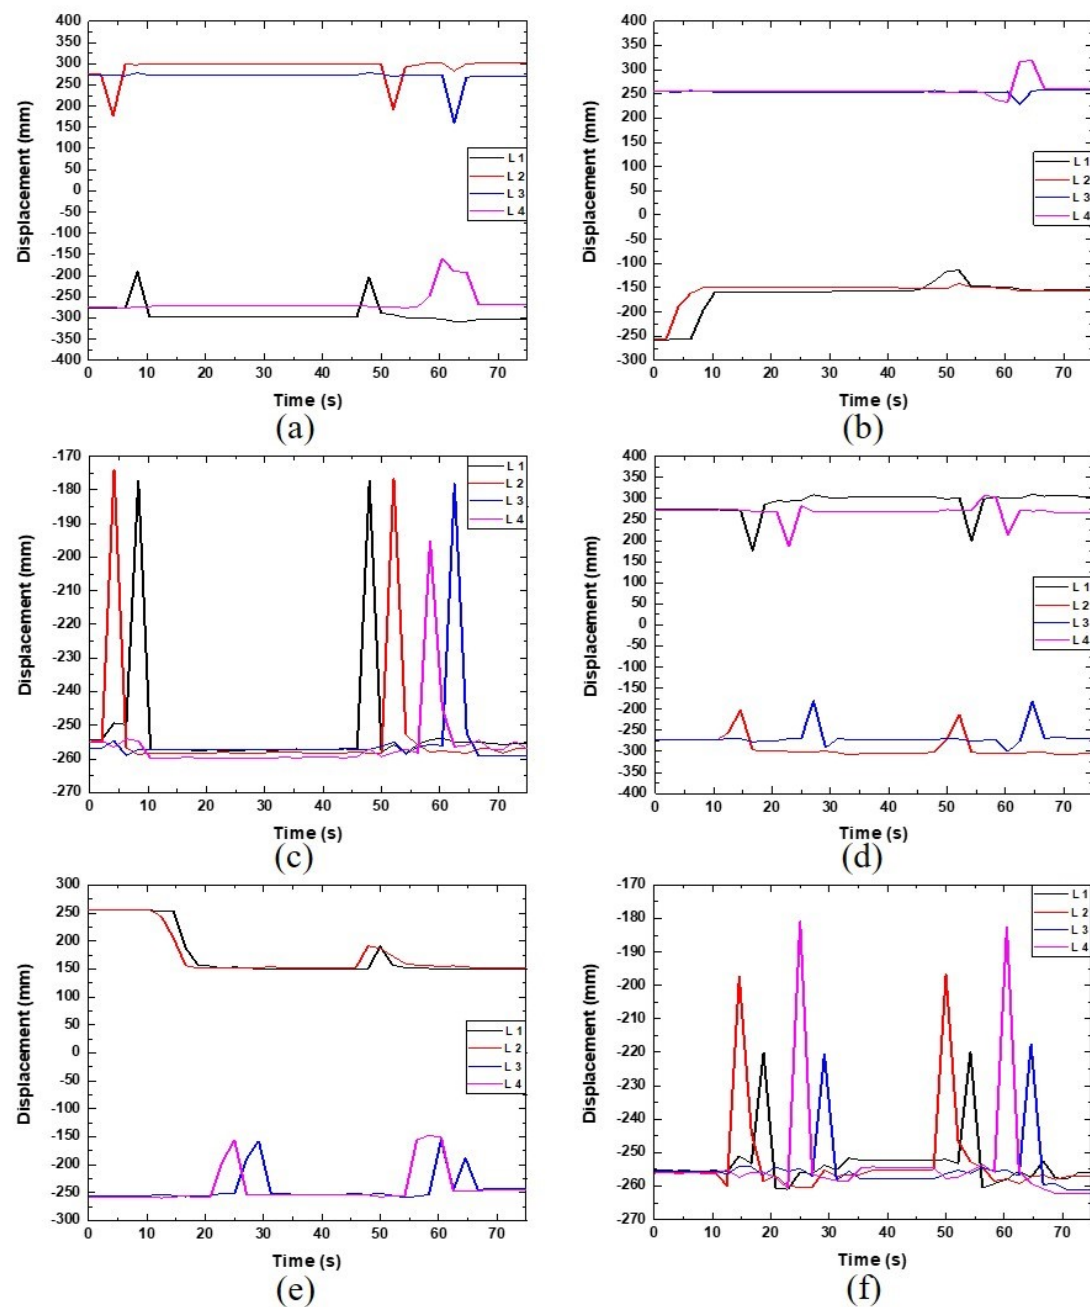 400
350
300
250
200
150
100
50
0
-50
-100
-150
-200
-250
-300
-350
-400
Displacement (mm)
L 1
L 2
L 3
L 4
0 10 20 30 40 50 60 70
Time (s)
(a)
400
350
300
250
200
150
100
50
0
-50
-100
-150
-200
-250
-300
Displacement (mm)
L 1
L 2
L 3
L 4
0 10 20 30 40 50 60 70
Time (s)
(b)
-170
-180
-190
-200
-210
-220
-230
-240
-250
-260
-270
Displacement (mm)
L 1
L 2
L 3
L 4
0 10 20 30 40 50 60 70
Time (s)
(c)
400
350
300
250
200
150
100
50
0
-50
-100
-150
-200
-250
-300
-350
-400
Displacement (mm)
L 1
L 2
L 3
L 4
0 10 20 30 40 50 60 70
Time (s)
(d)
300
250
200
150
100
50
0
-50
-100
-150
-200
-250
-300
Displacement (mm)
L 1
L 2
L 3
L 4
0 10 20 30 40 50 60 70
Time (s)
(e)
-170
-180
-190
-200
-210
-220
-230
-240
-250
-260
-270
Displacement (mm)
L 1
L 2
L 3
L 4
0 10 20 30 40 50 60 70
Time (s)
(f)